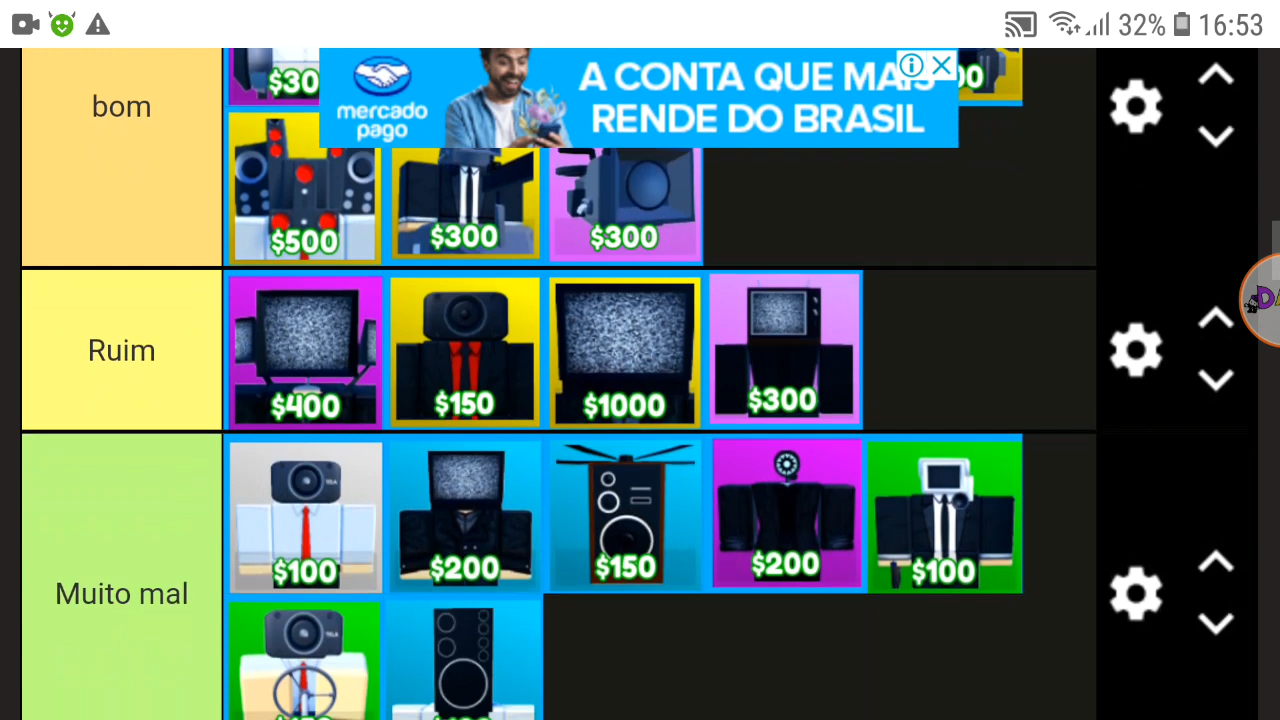 32% 16:53
bom
$30
mercado
pago
A CONTA QUE MAIS
RENDE DO BRASIL
$500
$300
$300
Ruim
$400
$150
$1000
$300
Muito mal
$100
$200
$150
$200
$100